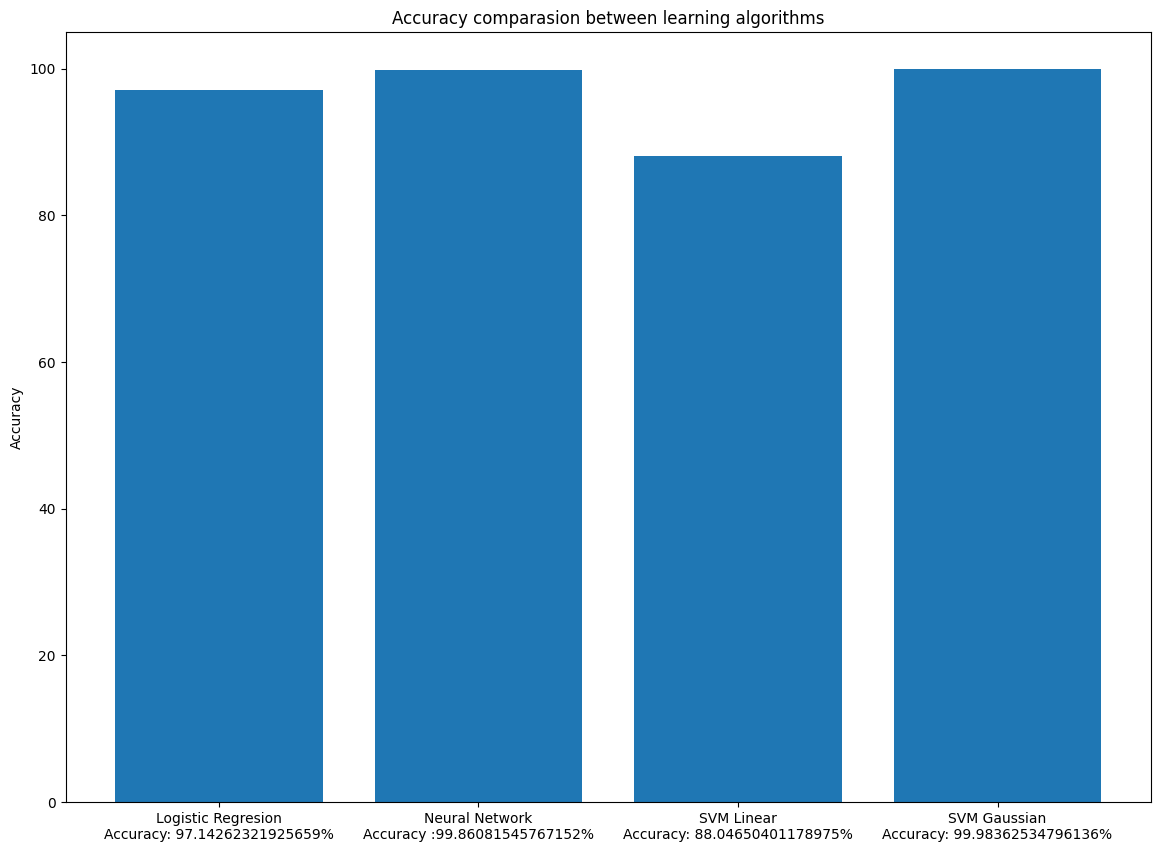 Accuracy comparasion between learning algorithms
100
80
60
40
20
0
Accuracy
Logistic Regresion
Accuracy: 97.14262321925659%
Neural Network
Accuracy :99.86081545767152%
SVM Linear
Accuracy: 88.04650401178975%
SVM Gaussian
Accuracy: 99.98362534796136%